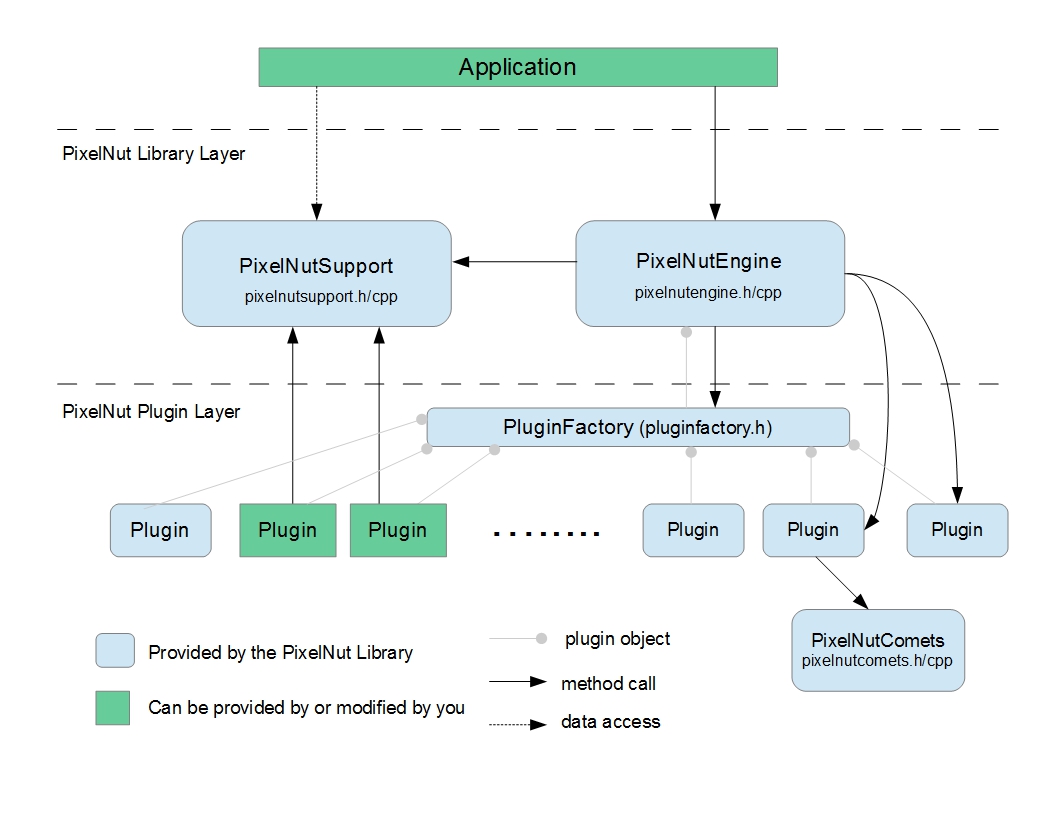 Application
PixelNut Library Layer
PixelNutSupport
pixelnutsupport.h/cpp
PixelNutEngine
pixelnutengine.h/cpp
PixelNut Plugin Layer
PluginFactory (pluginfactory.h)
Plugin
Plugin
Plugin
........
Plugin
Plugin
Plugin
PixelNutComets
pixelnutcomets.h/cpp
Provided by the PixelNut Library
Can be provided by or modified by you
plugin object
method call
data access